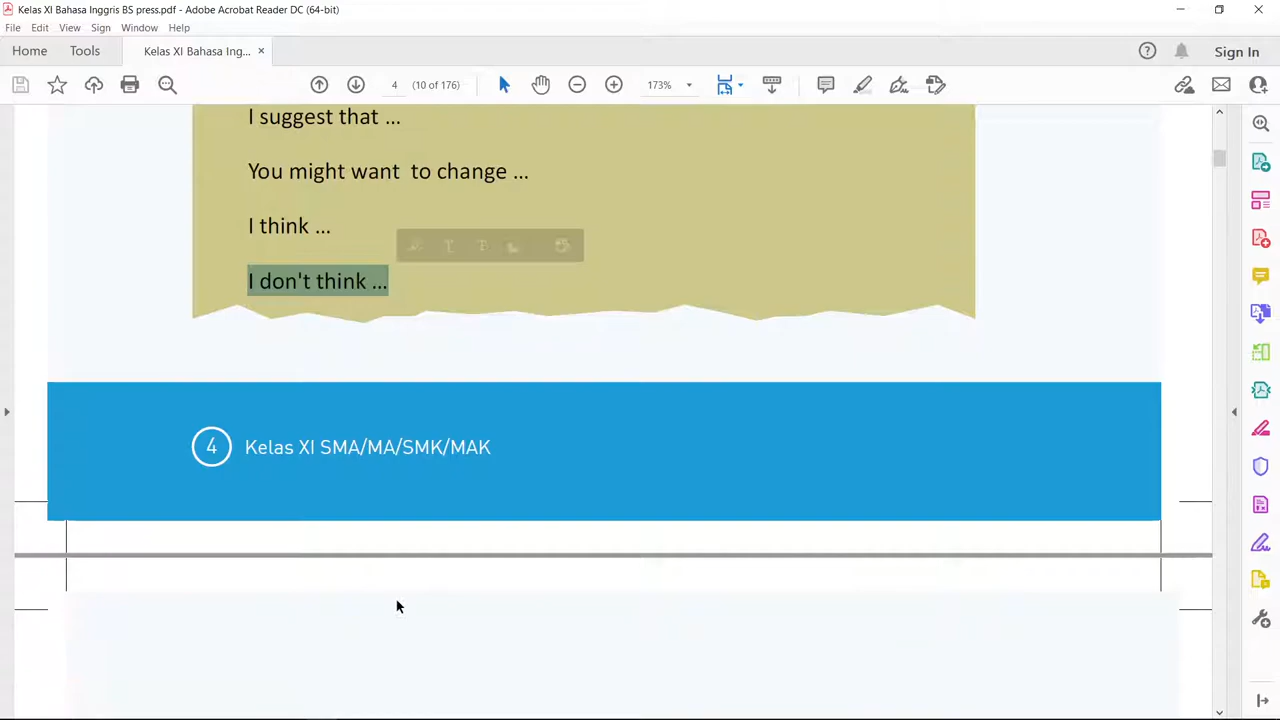 Kelas XI Bahasa Inggris BS press.pdf - Adobe Acrobat Reader DC (64-bit)
File Edit View Sign Window Help
Home Tools Kelas XI Bahasa Ing... × Sign In
4 (10 of 176) 173%
I suggest that ...
You might want to change ...
I think ...
I don't think ...
4 Kelas XI SMA/MA/SMK/MAK